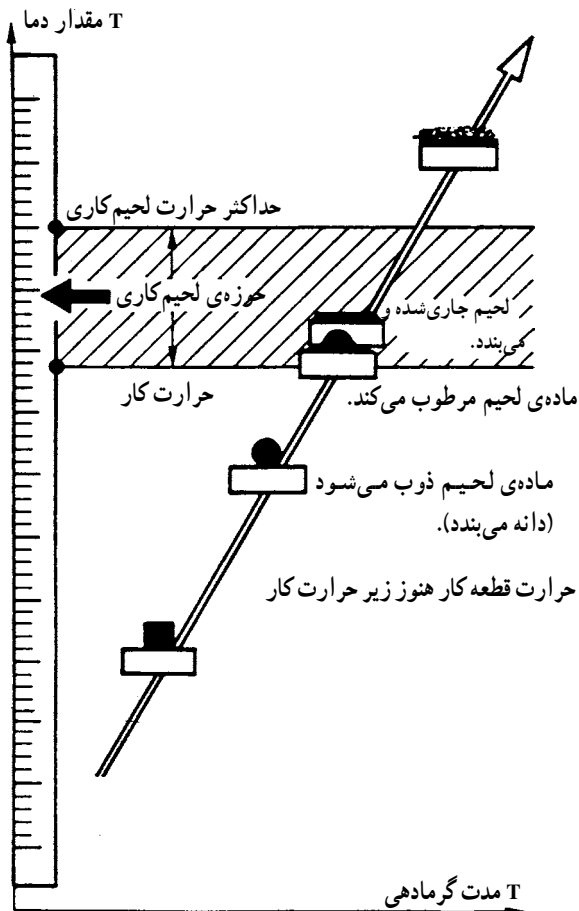 T مقدار دما
حداکثر حرارت لحیم‌کاری
حوزه‌ی لحیم‌کاری
لحیم جاری‌شده و
می‌بندد.
حرارت کار
ماده‌ی لحیم مرطوب می‌کند.
ماده‌ی لحیم ذوب می‌شود
(دانه می‌بندد).
حرارت قطعه کار هنوز زیر حرارت کار
T مدت گرمادهی